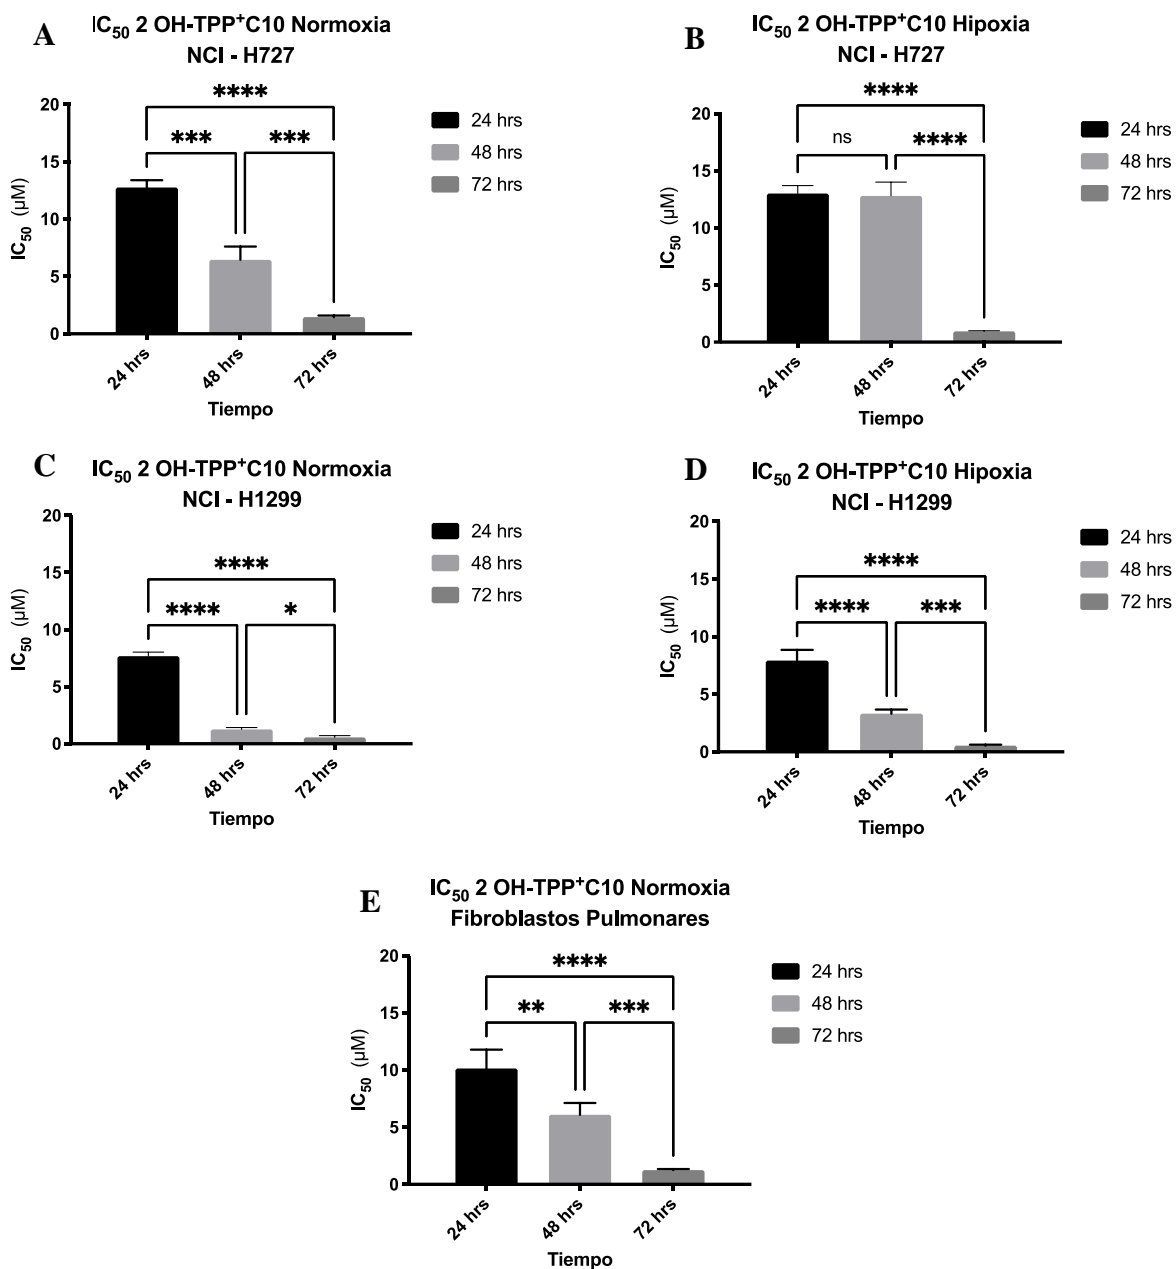 A
IC50 2 OH-TPP+C10 Normoxia
NCI - H727
****
***
***
20
15
10
5
0
IC50 (µM)
24 hrs
48 hrs
72 hrs
Tiempo
24 hrs
48 hrs
72 hrs
B
IC50 2 OH-TPP+C10 Hipoxia
NCI - H727
****
ns
****
20
15
10
5
0
IC50 (µM)
24 hrs
48 hrs
72 hrs
Tiempo
24 hrs
48 hrs
72 hrs
C
IC50 2 OH-TPP+C10 Normoxia
NCI - H1299
****
****
*
20
15
10
5
0
IC50 (µM)
24 hrs
48 hrs
72 hrs
Tiempo
24 hrs
48 hrs
72 hrs
D
IC50 2 OH-TPP+C10 Hipoxia
NCI - H1299
****
****
***
20
15
10
5
0
IC50 (µM)
24 hrs
48 hrs
72 hrs
Tiempo
24 hrs
48 hrs
72 hrs
E
IC50 2 OH-TPP+C10 Normoxia
Fibroblastos Pulmonares
****
**
***
20
15
10
5
0
IC50 (µM)
24 hrs
48 hrs
72 hrs
Tiempo
24 hrs
48 hrs
72 hrs